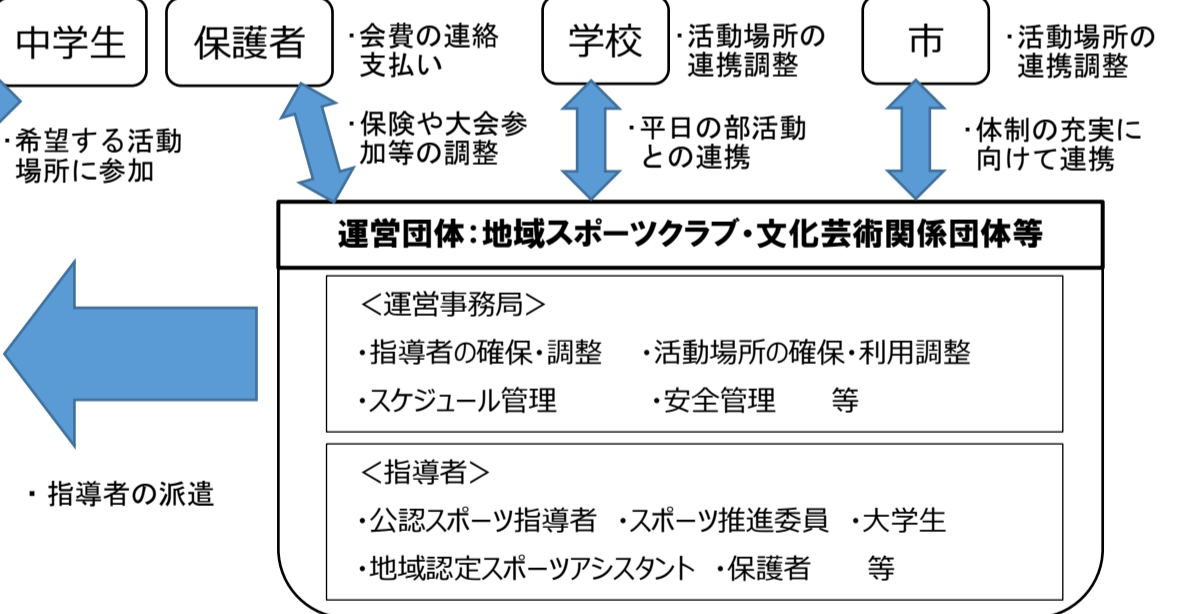 中学生
保護者
・会費の連絡
支払い
学校
・活動場所の
連携調整
市
・活動場所の
連携調整
・希望する活動
場所に参加
・保険や大会参
加等の調整
・平日の部活動
との連携
・体制の充実に
向けて連携
運営団体:地域スポーツクラブ・文化芸術関係団体等
<運営事務局>
・指導者の確保・調整 ・活動場所の確保・利用調整
・スケジュール管理 ・安全管理 等
・指導者の派遣
<指導者>
・公認スポーツ指導者 ・スポーツ推進委員 ・大学生
・地域認定スポーツアシスタント ・保護者 等